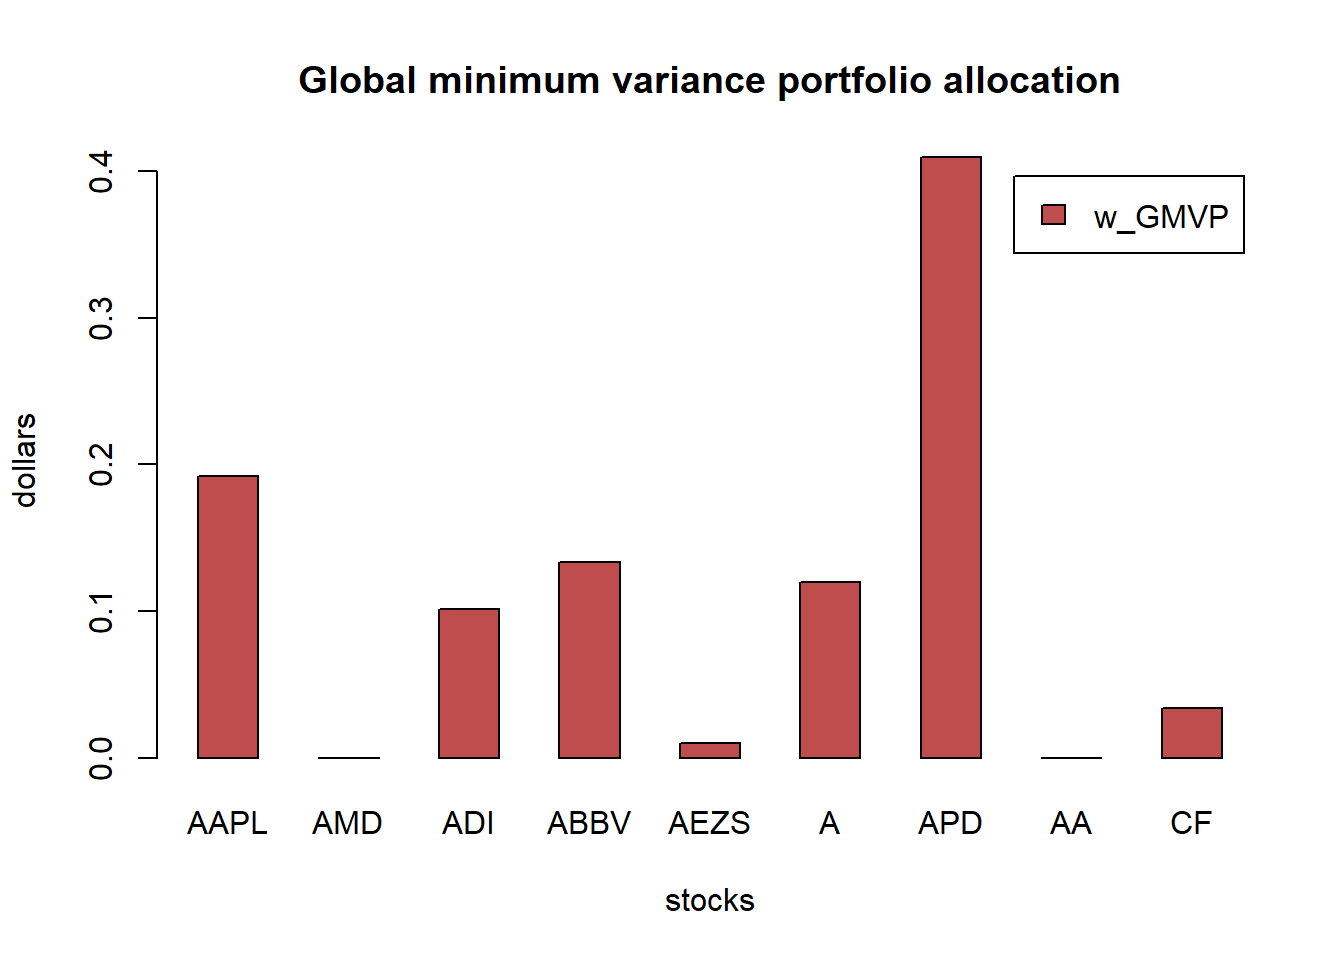 Global minimum variance portfolio allocation
0.4
0.3
0.2
0.1
0.0
dollars
w_GMVP
AAPL AMD ADI ABBV AEZS A APD AA CF
stocks